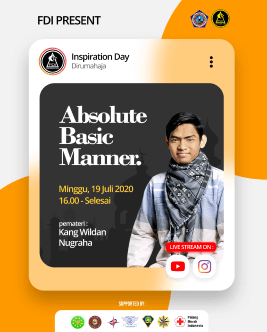 FDI PRESENT
Inspiration Day
Dirumahaja
Absolute
Basic
Manner.
Minggu, 19 Juli 2020
16.00 - Selesai
pemateri :
Kang Wildan
Nugraha
LIVE STREAM ON :
SUPPORTED BY
Palang
Merah
Indonesia